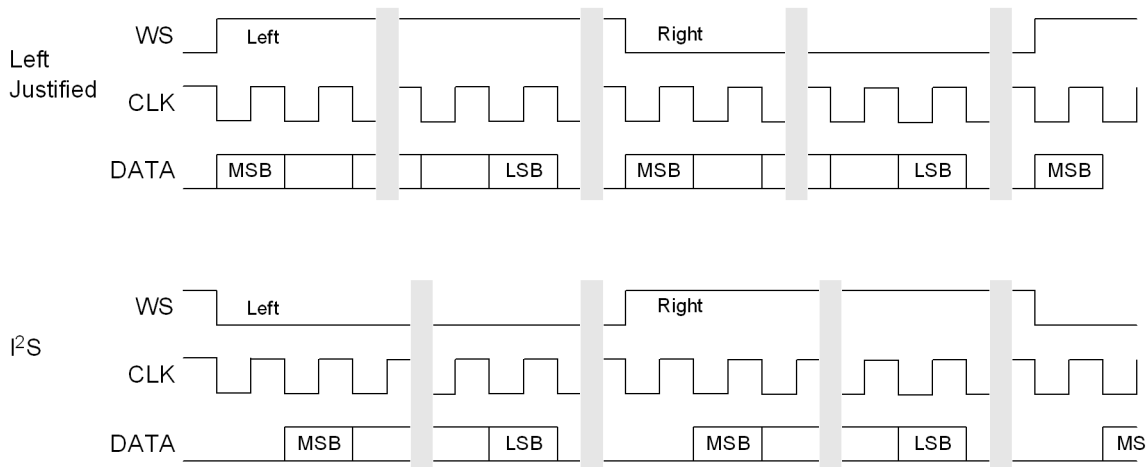 WS Left Right
Left
Justified
CLK
DATA MSB LSB MSB LSB MSB
WS Left Right
I²S
CLK
DATA MSB LSB MSB LSB MS